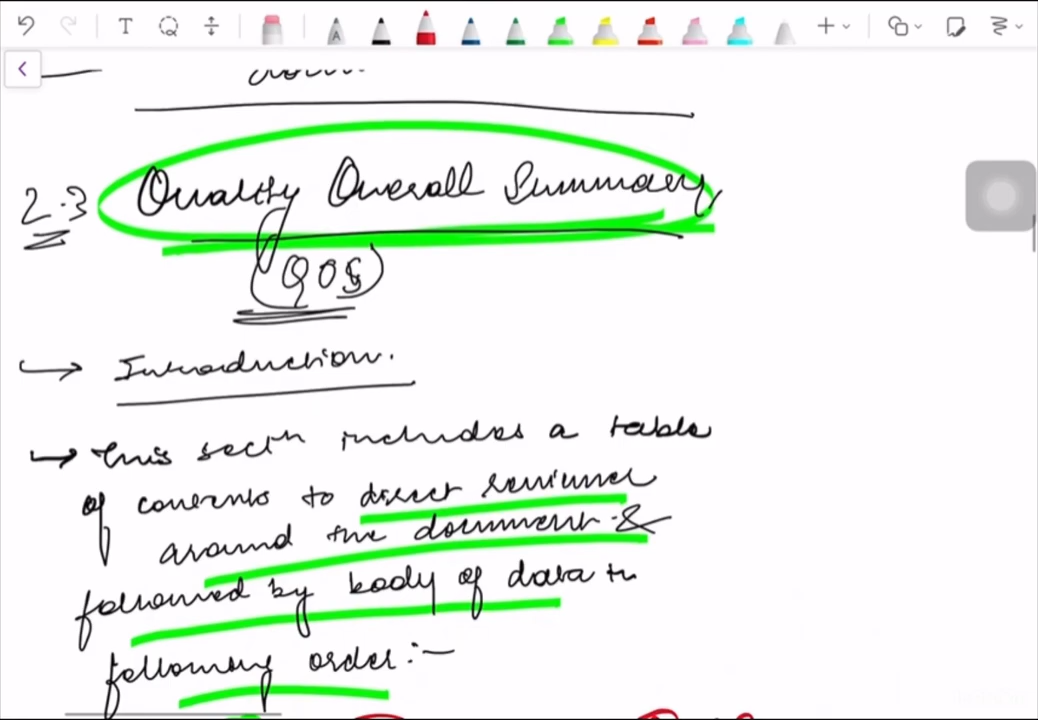 2.3 Quality Overall Summary
(QOS)
→ Introduction.
→ This sectn includes a table
of contents to direct reviewer
around the document &
followed by body of data in
following order:-